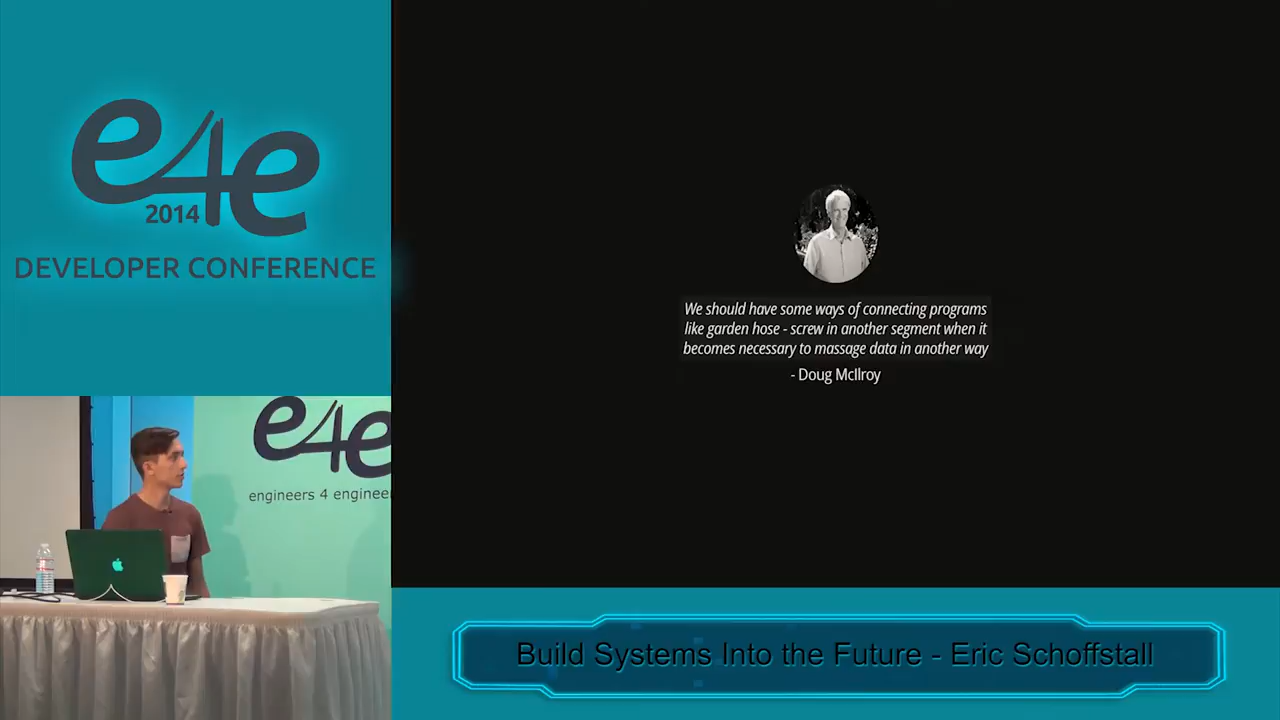 e4e
2014
DEVELOPER CONFERENCE
We should have some ways of connecting programs
like garden hose - screw in another segment when it
becomes necessary to massage data in another way
- Doug McIlroy
e4e
engineers 4 engineer
Build Systems Into the Future - Eric Schoffstall